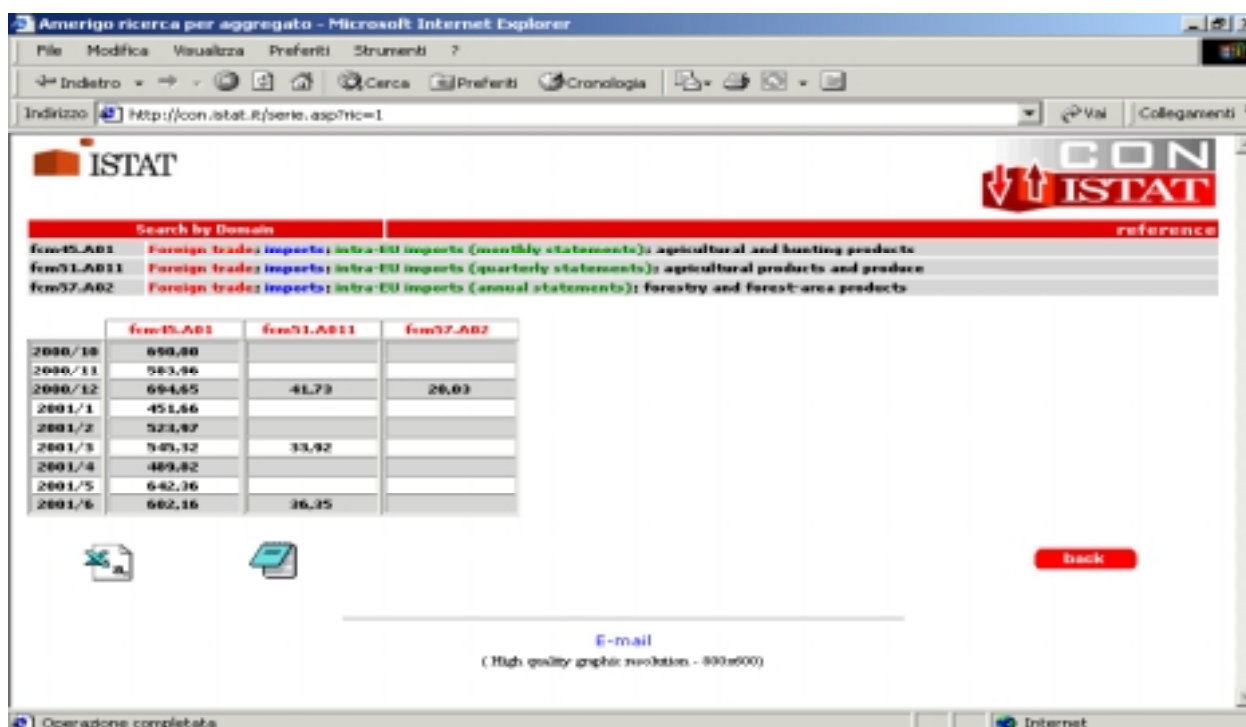 Amerigo ricerca per aggregato - Microsoft Internet Explorer
File Modifica Visualizza Preferiti Strumenti ?
Indietro Cerca Preferiti Cronologia
Indirizzo http://con.istat.it/serie.asp?ric=1 Vai Collegamenti
ISTAT
CON
ISTAT
Search by Domain reference
fcm45.A01 Foreign trade; imports; intra-EU imports (monthly statements); agricultural and hunting products
fcm51.A011 Foreign trade; imports; intra-EU imports (quarterly statements); agricultural products and produce
fcm57.A02 Foreign trade; imports; intra-EU imports (annual statements); forestry and forest-area products
fcm45.A01 fcm51.A011 fcm57.A02
2000/10
2000/11 583,96
2000/12 694,65 41,73 20,03
2001/1 451,66
2001/2 523,97
2001/3 545,32 33,92
2001/4
2001/5 642,36
2001/6 602,16 36,35
back
E-mail
( High quality graphic resolution - 800x600)
Operazione completata Internet